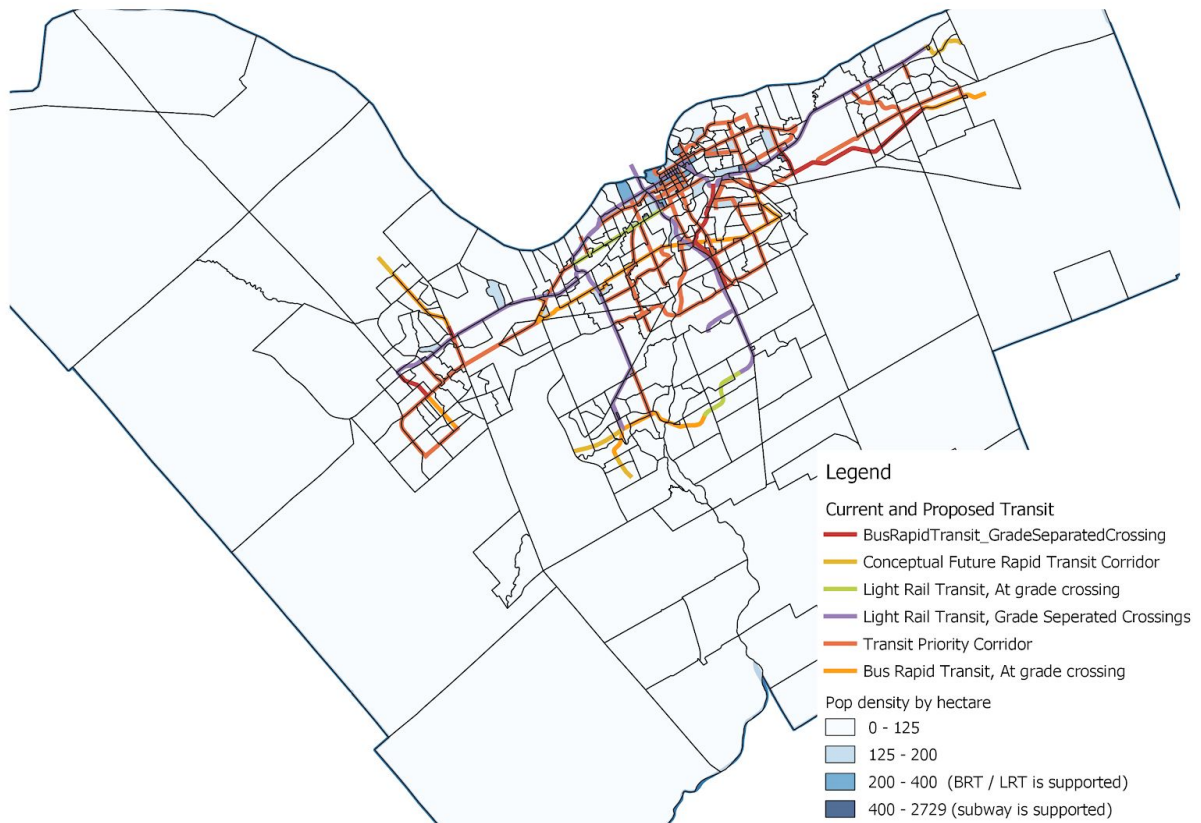 Legend
Current and Proposed Transit
BusRapidTransit_GradeSeparatedCrossing
Conceptual Future Rapid Transit Corridor
Light Rail Transit, At grade crossing
Light Rail Transit, Grade Seperated Crossings
Transit Priority Corridor
Bus Rapid Transit, At grade crossing
Pop density by hectare
0 - 125
125 - 200
200 - 400 (BRT / LRT is supported)
400 - 2729 (subway is supported)